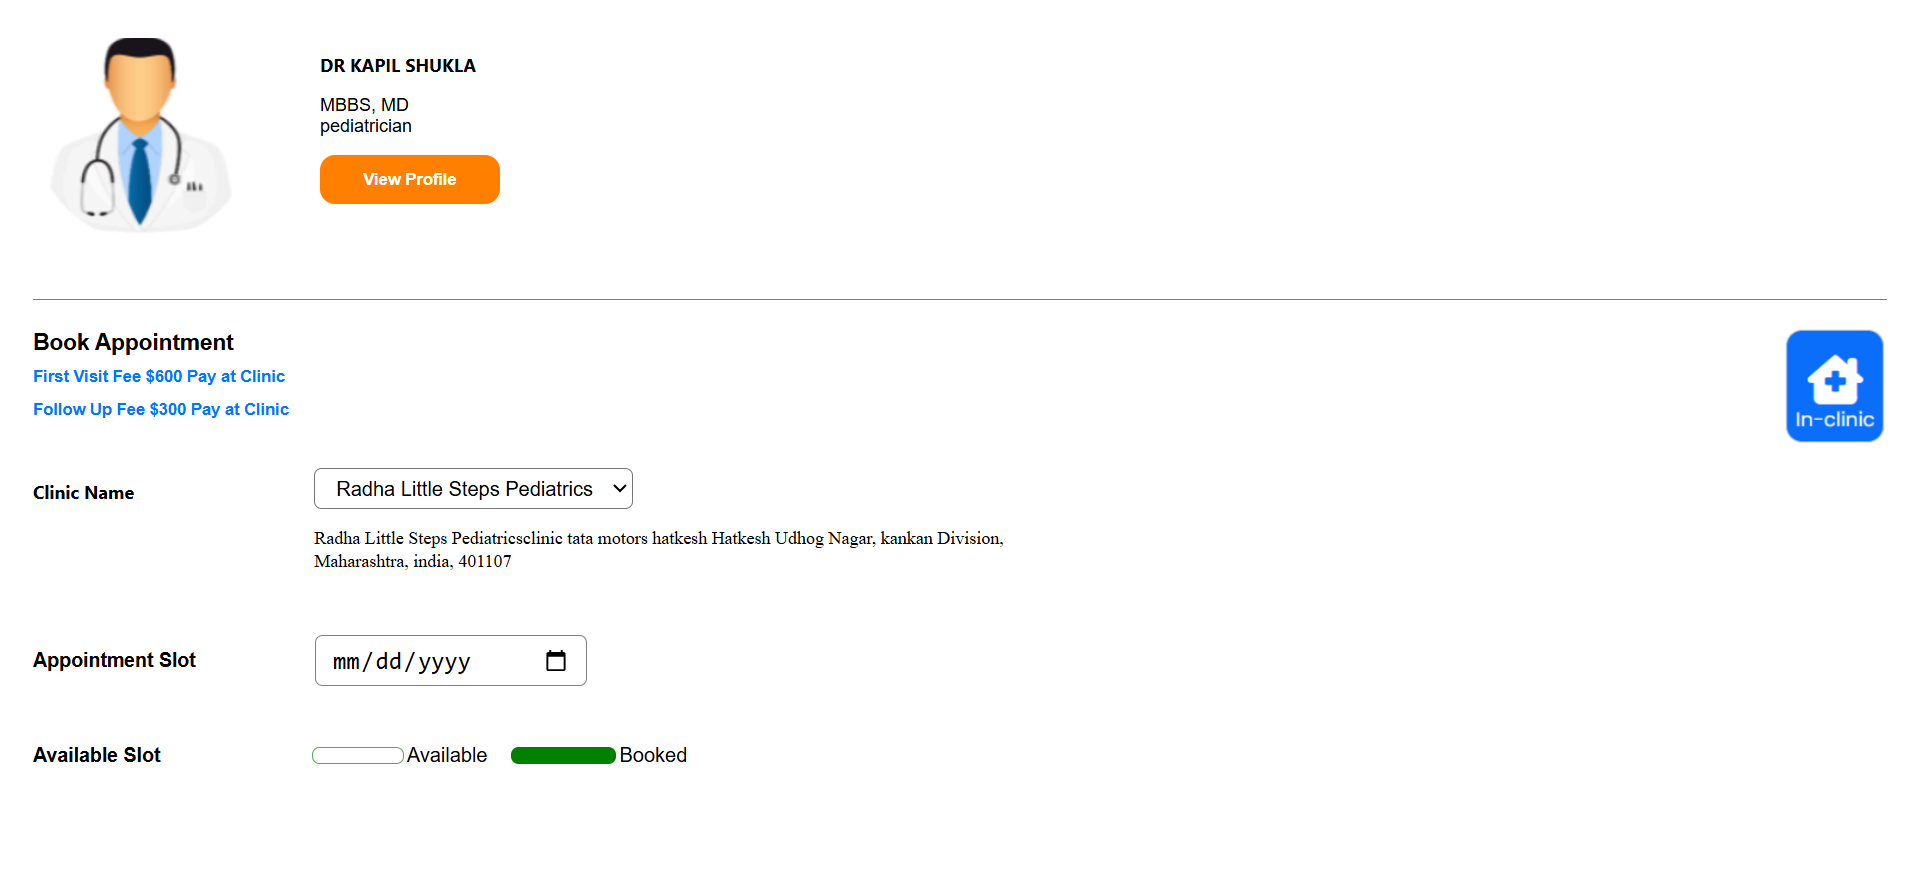 DR KAPIL SHUKLA
MBBS, MD
pediatrician
View Profile
Book Appointment
First Visit Fee $600 Pay at Clinic
Follow Up Fee $300 Pay at Clinic
In-clinic
Clinic Name
Radha Little Steps Pediatrics
Radha Little Steps Pediatricsclinic tata motors hatkesh Hatkesh Udhog Nagar, kankan Division,
Maharashtra, india, 401107
Appointment Slot
mm/dd/yyyy
Available Slot
Available
Booked